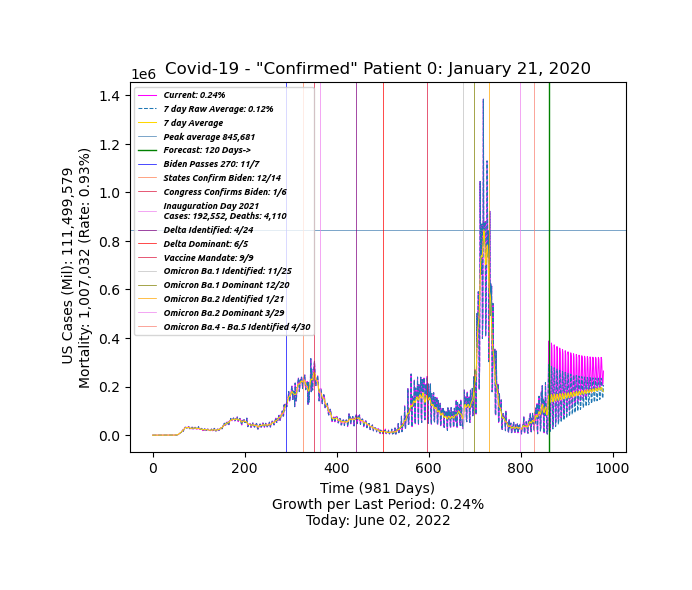 Covid-19 - "Confirmed" Patient 0: January 21, 2020
1e6
1.4
1.2
1.0
0.8
0.6
0.4
0.2
0.0
US Cases (Mil): 111,499,579
Mortality: 1,007,032 (Rate: 0.93%)
Current: 0.24%
7 day Raw Average: 0.12%
7 day Average
Peak average 845,681
Forecast: 120 Days->
Biden Passes 270: 11/7
States Confirm Biden: 12/14
Congress Confirms Biden: 1/6
Inauguration Day 2021
Cases: 192,552, Deaths: 4,110
Delta Identified: 4/24
Delta Dominant: 6/5
Vaccine Mandate: 9/9
Omicron Ba.1 Identified: 11/25
Omicron Ba.1 Dominant 12/20
Omicron Ba.2 Identified 1/21
Omicron Ba.2 Dominant 3/29
Omicron Ba.4 - Ba.5 Identified 4/30
0 200 400 600 800 1000
Time (981 Days)
Growth per Last Period: 0.24%
Today: June 02, 2022